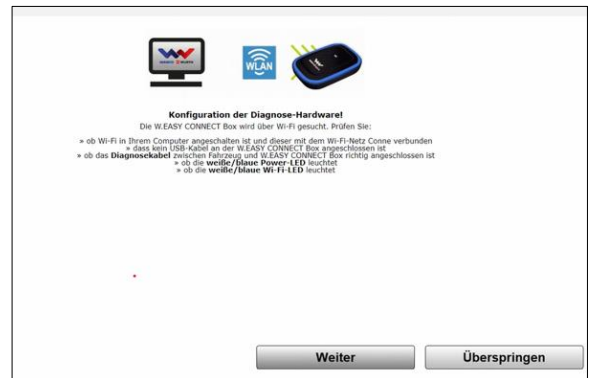 WLAN
Konfiguration der Diagnose-Hardware!
Die W.EASY CONNECT Box wird über Wi-Fi gesucht. Prüfen Sie:
» ob Wi-Fi in Ihrem Computer angeschalten ist und dieser mit dem Wi-Fi-Netz Conne verbunden
» dass kein USB-Kabel an der W.EASY CONNECT Box angeschlossen ist
» ob das Diagnosekabel zwischen Fahrzeug und W.EASY CONNECT Box richtig angeschlossen ist
» ob die weiße/blaue Power-LED leuchtet
» ob die weiße/blaue Wi-Fi-LED leuchtet
Weiter
Überspringen